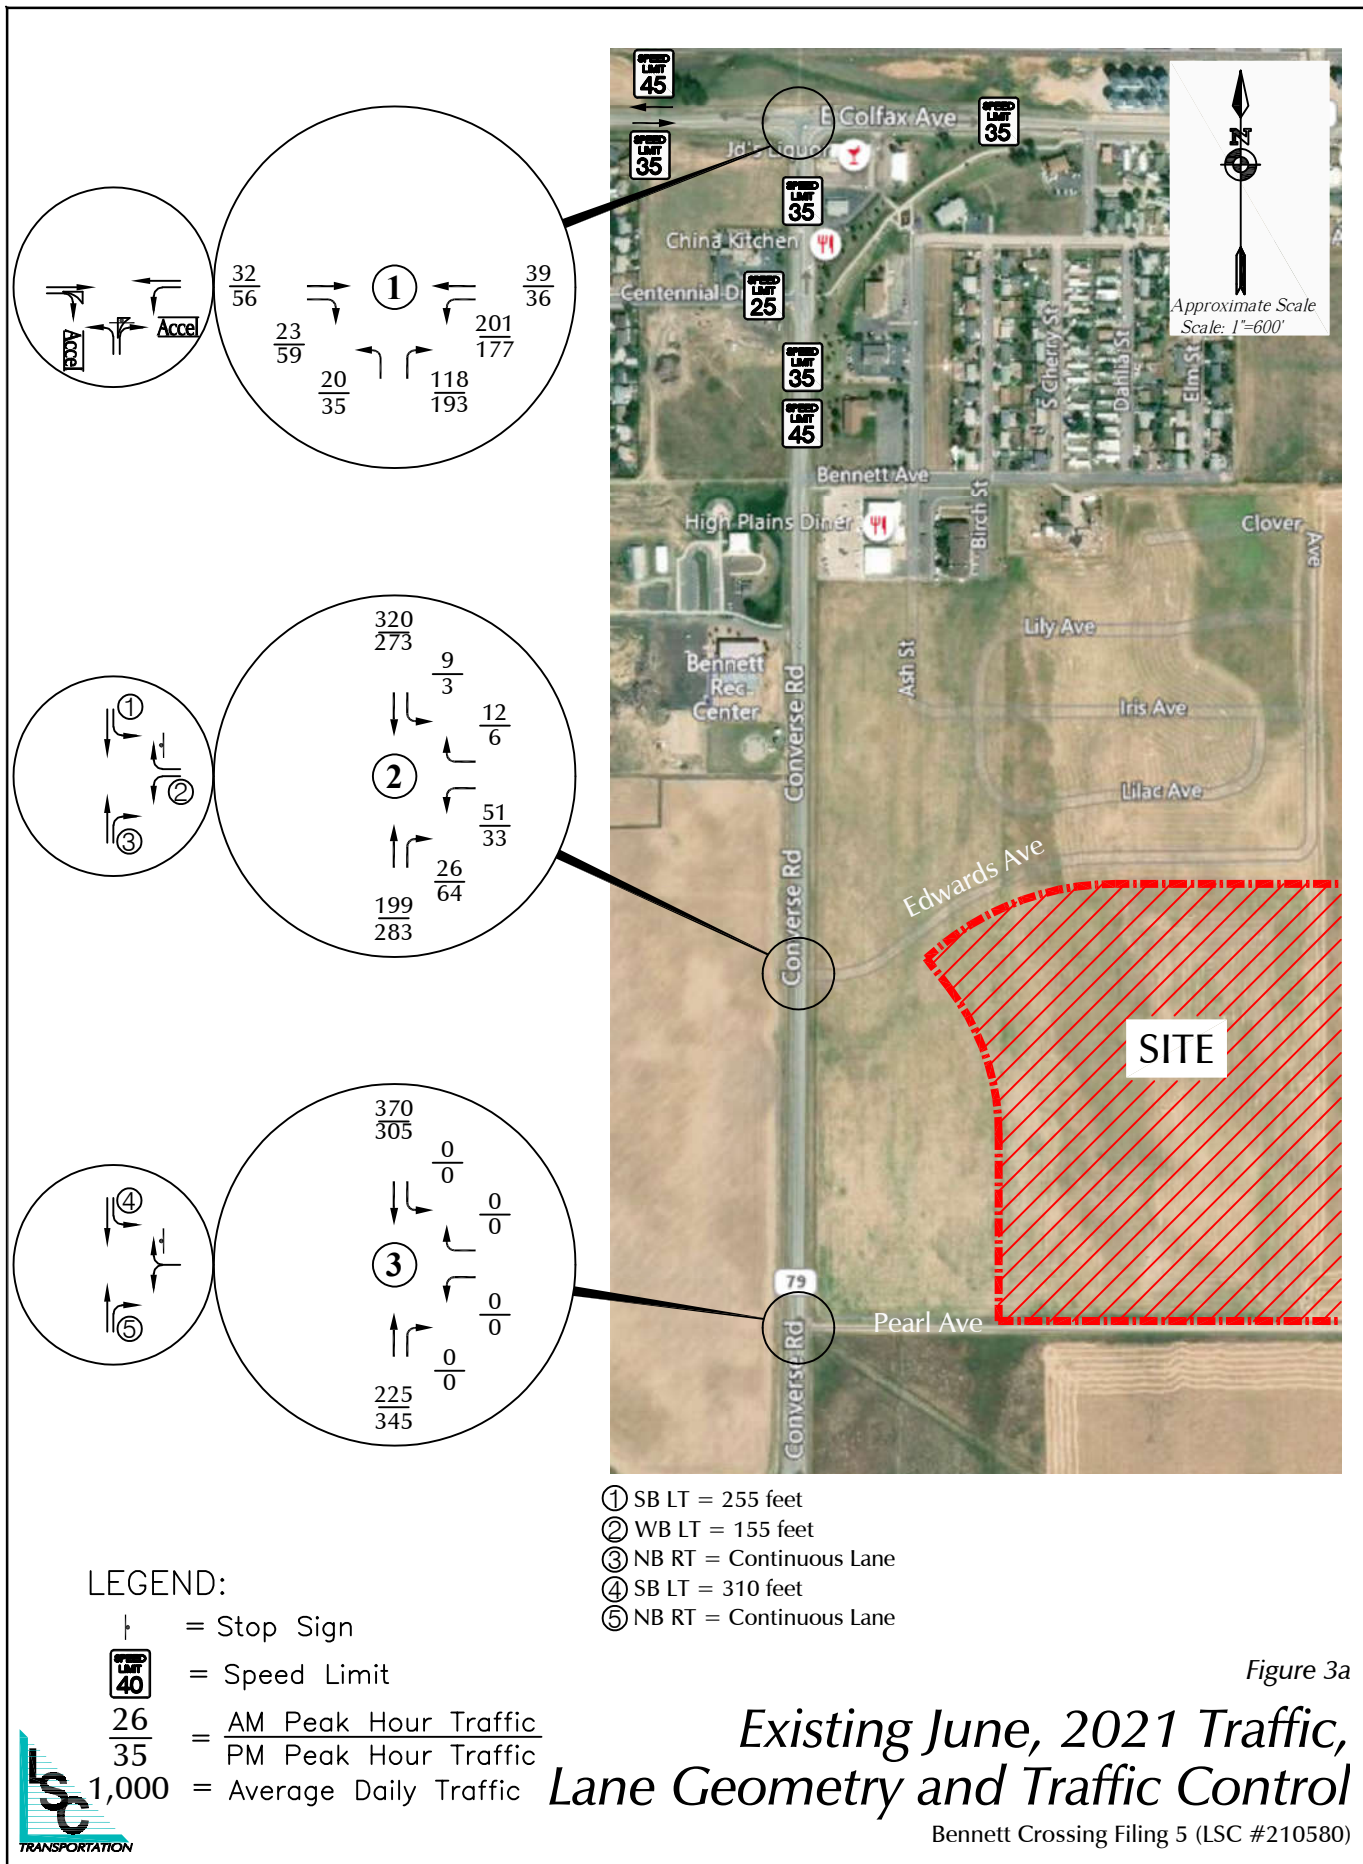 SPEED
LIMIT
45
SPEED
LIMIT
35
E Colfax Ave
SPEED
LIMIT
35
Jd's Liquor
SPEED
LIMIT
35
China Kitchen
Centennial D
SPEED
LIMIT
25
SPEED
LIMIT
35
SPEED
LIMIT
45
S Cherry St
Dahlia St
Elm St
N
Approximate Scale
Scale: 1"=600'
Bennett Ave
High Plains Diner
Birch St
Clover
Ave
Lily Ave
Ash St
Bennett
Rec
Center
Iris Ave
Converse Rd
Lilac Ave
Converse Rd
Edwards Ave
SITE
79
Pearl Ave
Converse Rd
Accel
Accel
1
32
56
23
59
20
35
39
36
201
177
118
193
1
2
3
2
320
273
9
3
12
6
51
33
26
64
199
283
4
5
3
370
305
0
0
0
0
0
0
0
0
225
345
1 SB LT = 255 feet
2 WB LT = 155 feet
3 NB RT = Continuous Lane
4 SB LT = 310 feet
5 NB RT = Continuous Lane
LEGEND:
= Stop Sign
SPEED
LIMIT
40
= Speed Limit
26
35
= AM Peak Hour Traffic
PM Peak Hour Traffic
1,000 = Average Daily Traffic
LSC
TRANSPORTATION
Figure 3a
Existing June, 2021 Traffic,
Lane Geometry and Traffic Control
Bennett Crossing Filing 5 (LSC #210580)